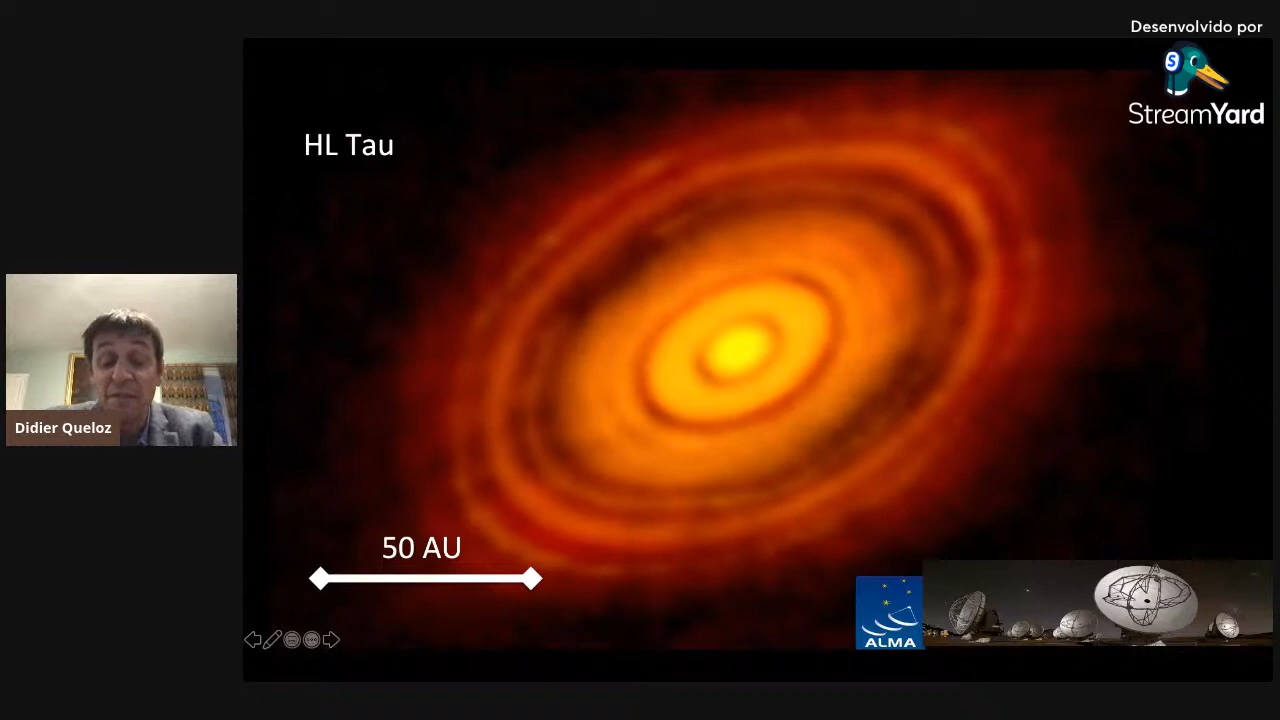 Desenvolvido por
S
StreamYard
HL Tau
Didier Queloz
50 AU
ALMA